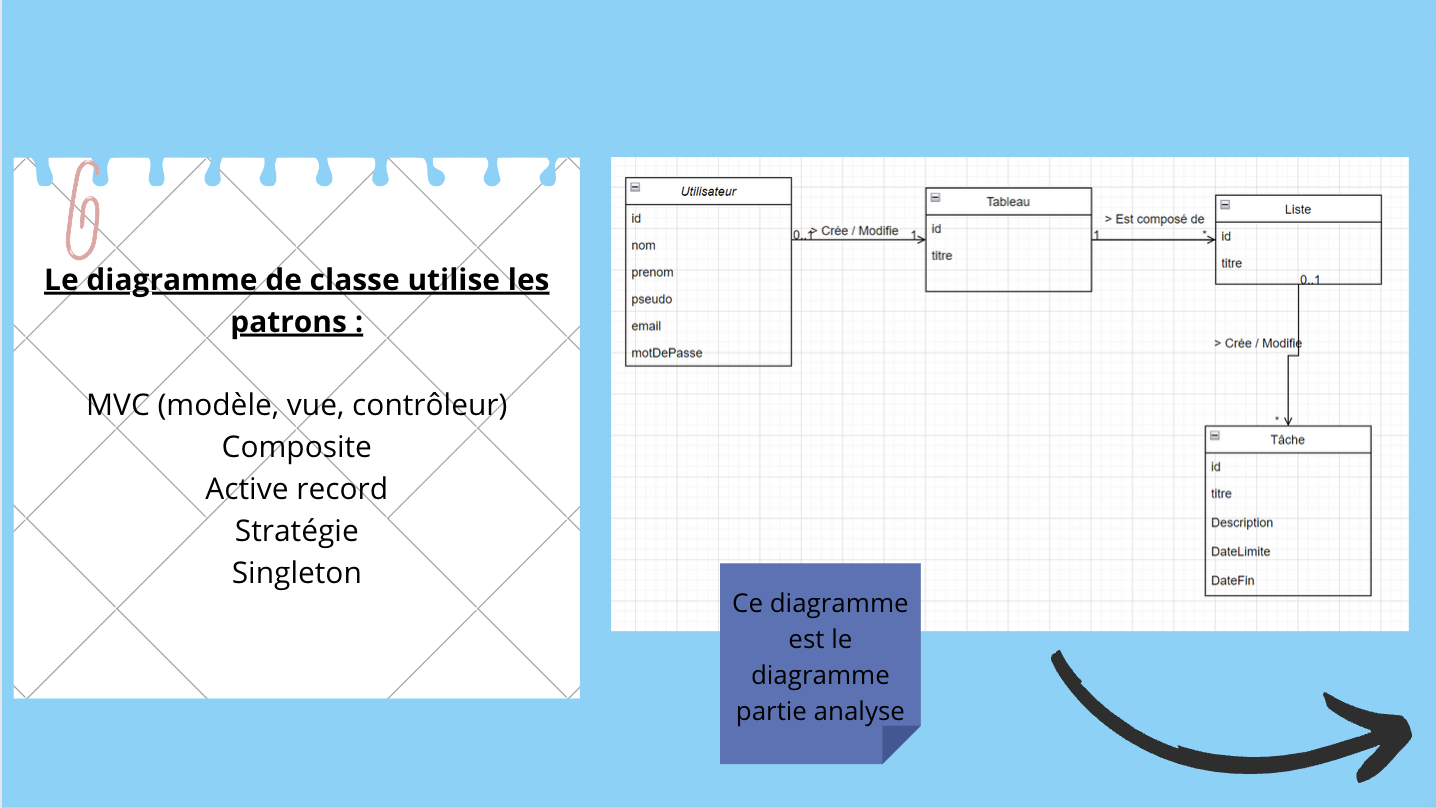 Le diagramme de classe utilise les
patrons :
MVC (modèle, vue, contrôleur)
Composite
Active record
Stratégie
Singleton
Utilisateur
id
nom
prenom
pseudo
email
motDePasse
0..1
> Crée / Modifie
1
Tableau
id
titre
1
> Est composé de
*
Liste
id
titre
0..1
> Crée / Modifie
*
Tâche
id
titre
Description
DateLimite
DateFin
Ce diagramme
est le
diagramme
partie analyse